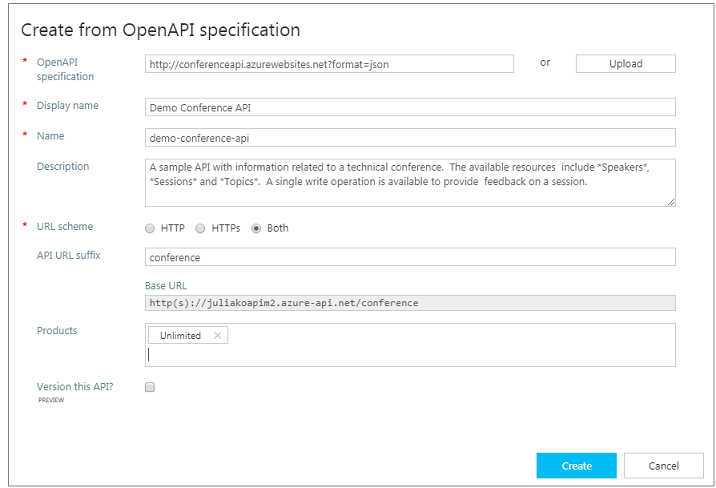 Create from OpenAPI specification
* OpenAPI specification
http://conferenceapi.azurewebsites.net?format=json
or
Upload
* Display name
Demo Conference API
* Name
demo-conference-api
Description
A sample API with information related to a technical conference.  The available resources  include *Speakers*,
*Sessions* and *Topics*.  A single write operation is available to provide  feedback on a session.
* URL scheme
HTTP
HTTPs
Both
API URL suffix
conference
Base URL
http(s)://juliakoapim2.azure-api.net/conference
Products
Unlimited ×
Version this API?
PREVIEW
Create
Cancel